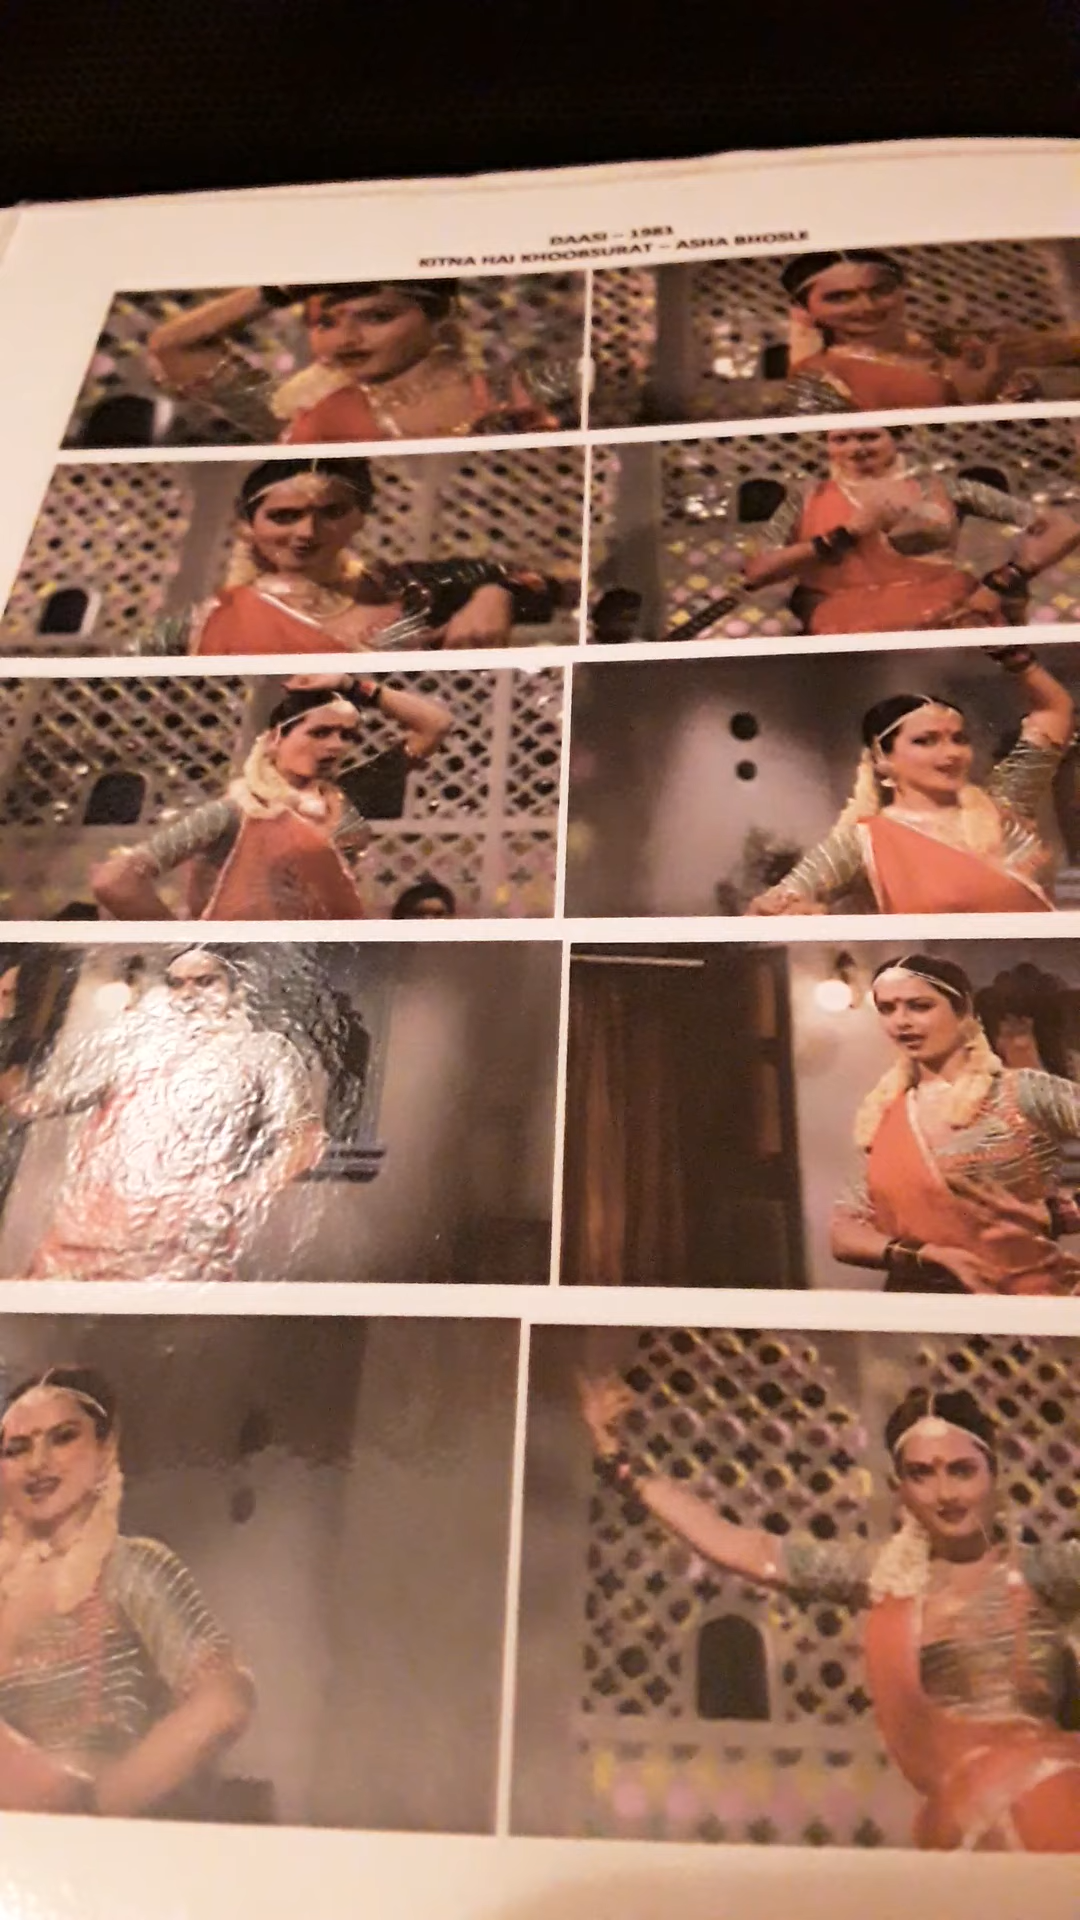 DAASI – 1981
KITNA HAI KHOOBSURAT – ASHA BHOSLE